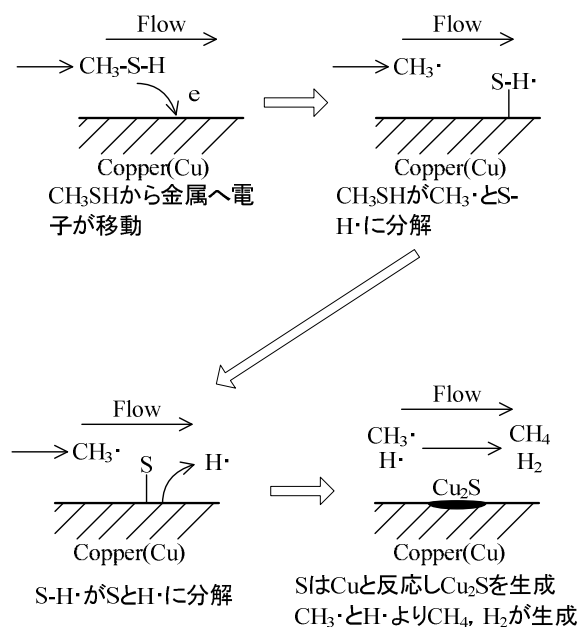 Flow
CH₃-S-H
e
Copper(Cu)
CH₃SHから金属へ電
子が移動
Flow
CH₃·
S-H·
Copper(Cu)
CH₃SHがCH₃·とS-
H·に分解
Flow
CH₃·
S
H·
Copper(Cu)
S-H·がSとH·に分解
Flow
CH₃·
H·
CH₄
H₂
Cu₂S
Copper(Cu)
SはCuと反応しCu₂Sを生成
CH₃·とH·よりCH₄, H₂が生成